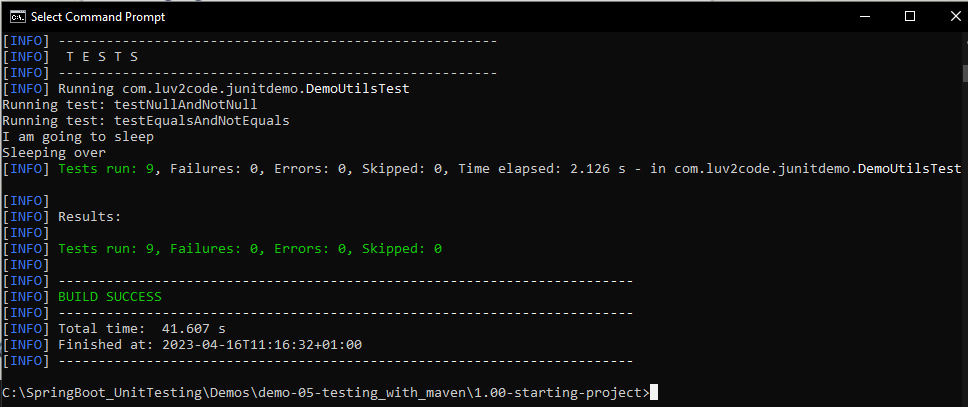 Select Command Prompt
[INFO] -------------------------------------------------------
[INFO]  T E S T S
[INFO] -------------------------------------------------------
[INFO] Running com.luv2code.junitdemo.DemoUtilsTest
Running test: testNullAndNotNull
Running test: testEqualsAndNotEquals
I am going to sleep
Sleeping over
[INFO] Tests run: 9, Failures: 0, Errors: 0, Skipped: 0, Time elapsed: 2.126 s - in com.luv2code.junitdemo.DemoUtilsTest
[INFO]
[INFO] Results:
[INFO]
[INFO] Tests run: 9, Failures: 0, Errors: 0, Skipped: 0
[INFO]
[INFO] ------------------------------------------------------------------------
[INFO] BUILD SUCCESS
[INFO] ------------------------------------------------------------------------
[INFO] Total time:  41.607 s
[INFO] Finished at: 2023-04-16T11:16:32+01:00
[INFO] ------------------------------------------------------------------------
C:\SpringBoot_UnitTesting\Demos\demo-05-testing_with_maven\1.00-starting-project>